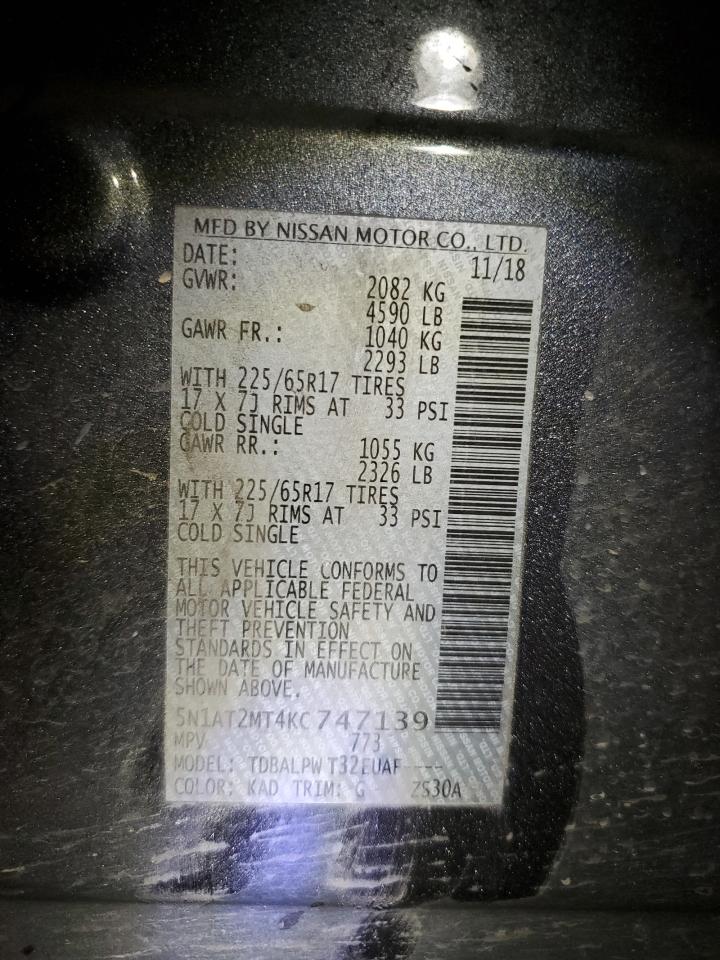 MFD BY NISSAN MOTOR CO., LTD.
DATE: 11/18
GVWR: 2082 KG
4590 LB
GAWR FR.: 1040 KG
2293 LB
WITH 225/65R17 TIRES
17 X 7J RIMS AT 33 PSI
COLD SINGLE
GAWR RR.: 1055 KG
2326 LB
WITH 225/65R17 TIRES
17 X 7J RIMS AT 33 PSI
COLD SINGLE
THIS VEHICLE CONFORMS TO
ALL APPLICABLE FEDERAL
MOTOR VEHICLE SAFETY AND
THEFT PREVENTION
STANDARDS IN EFFECT ON
THE DATE OF MANUFACTURE
SHOWN ABOVE.
5N1AT2MT4KC747139
MPV 773
MODEL: TDBALPW T32EUAF ----
COLOR: KAD TRIM: G ZS30A